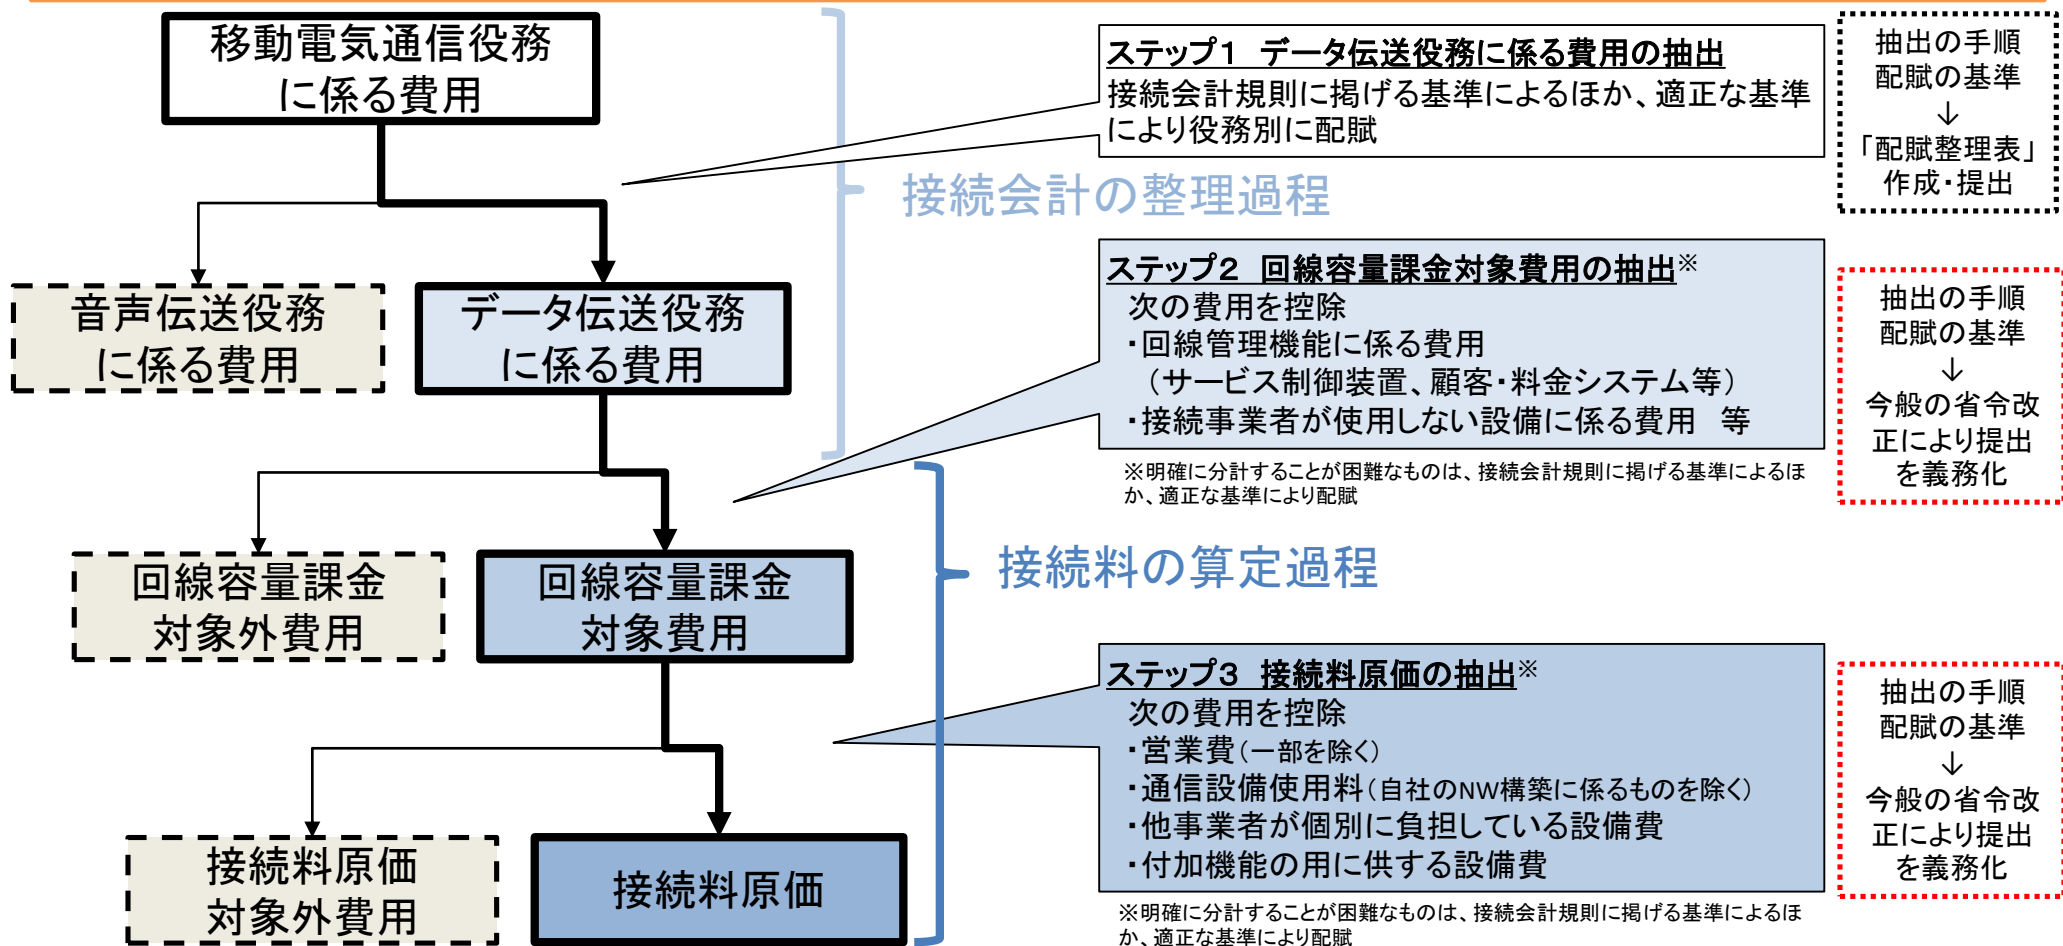 移動電気通信役務
に係る費用
ステップ1 データ伝送役務に係る費用の抽出
接続会計規則に掲げる基準によるほか、適正な基準
により役務別に配賦
抽出の手順
配賦の基準
↓
「配賦整理表」
作成・提出
接続会計の整理過程
音声伝送役務
に係る費用
データ伝送役務
に係る費用
ステップ2 回線容量課金対象費用の抽出※
次の費用を控除
・回線管理機能に係る費用
（サービス制御装置、顧客・料金システム等）
・接続事業者が使用しない設備に係る費用 等
※明確に分計することが困難なものは、接続会計規則に掲げる基準によるほ
か、適正な基準により配賦
抽出の手順
配賦の基準
↓
今般の省令改
正により提出
を義務化
接続料の算定過程
回線容量課金
対象外費用
回線容量課金
対象費用
ステップ3 接続料原価の抽出※
次の費用を控除
・営業費（一部を除く）
・通信設備使用料（自社のNW構築に係るものを除く）
・他事業者が個別に負担している設備費
・付加機能の用に供する設備費
※明確に分計することが困難なものは、接続会計規則に掲げる基準によるほ
か、適正な基準により配賦
抽出の手順
配賦の基準
↓
今般の省令改
正により提出
を義務化
接続料原価
対象外費用
接続料原価